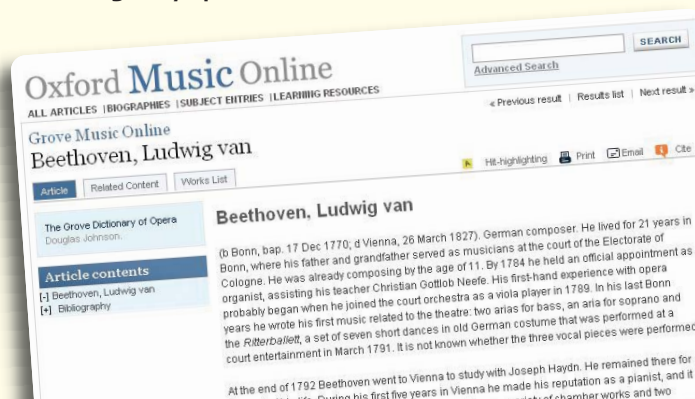 Oxford Music Online
SEARCH
Advanced Search
ALL ARTICLES | BIOGRAPHIES | SUBJECT ENTRIES | LEARNING RESOURCES
« Previous result | Results list | Next result »
Grove Music Online
Beethoven, Ludwig van
A Hit-highlighting Print Email Cite
Article Related Content Works List
The Grove Dictionary of Opera
Douglas Johnson.
Article contents
[-] Beethoven, Ludwig van
[+] Bibliography
Beethoven, Ludwig van
(b Bonn, bap. 17 Dec 1770; d Vienna, 26 March 1827). German composer. He lived for 21 years in
Bonn, where his father and grandfather served as musicians at the court of the Electorate of
Cologne. He was already composing by the age of 11. By 1784 he held an official appointment as
organist, assisting his teacher Christian Gottlob Neefe. His first-hand experience with opera
probably began when he joined the court orchestra as a viola player in 1789. In his last Bonn
years he wrote his first music related to the theatre: two arias for bass, an aria for soprano and
the Ritterballett, a set of seven short dances in old German costume that was performed at a
court entertainment in March 1791. It is not known whether the three vocal pieces were performed
At the end of 1792 Beethoven went to Vienna to study with Joseph Haydn. He remained there for
life. During his first five years in Vienna he made his reputation as a pianist, and it
of chamber works and two